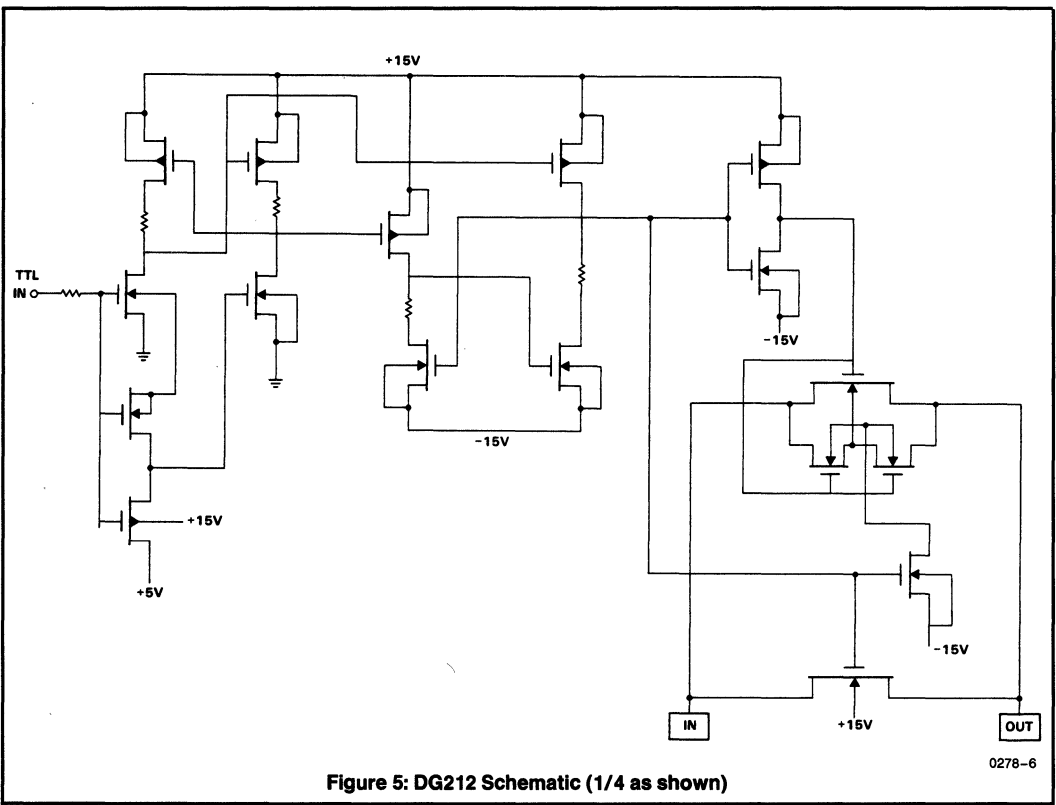 +15V
TTL
IN
-15V
+15V
-15V
+5V
-15V
+15V
IN
OUT
0278-6
Figure 5: DG212 Schematic (1/4 as shown)